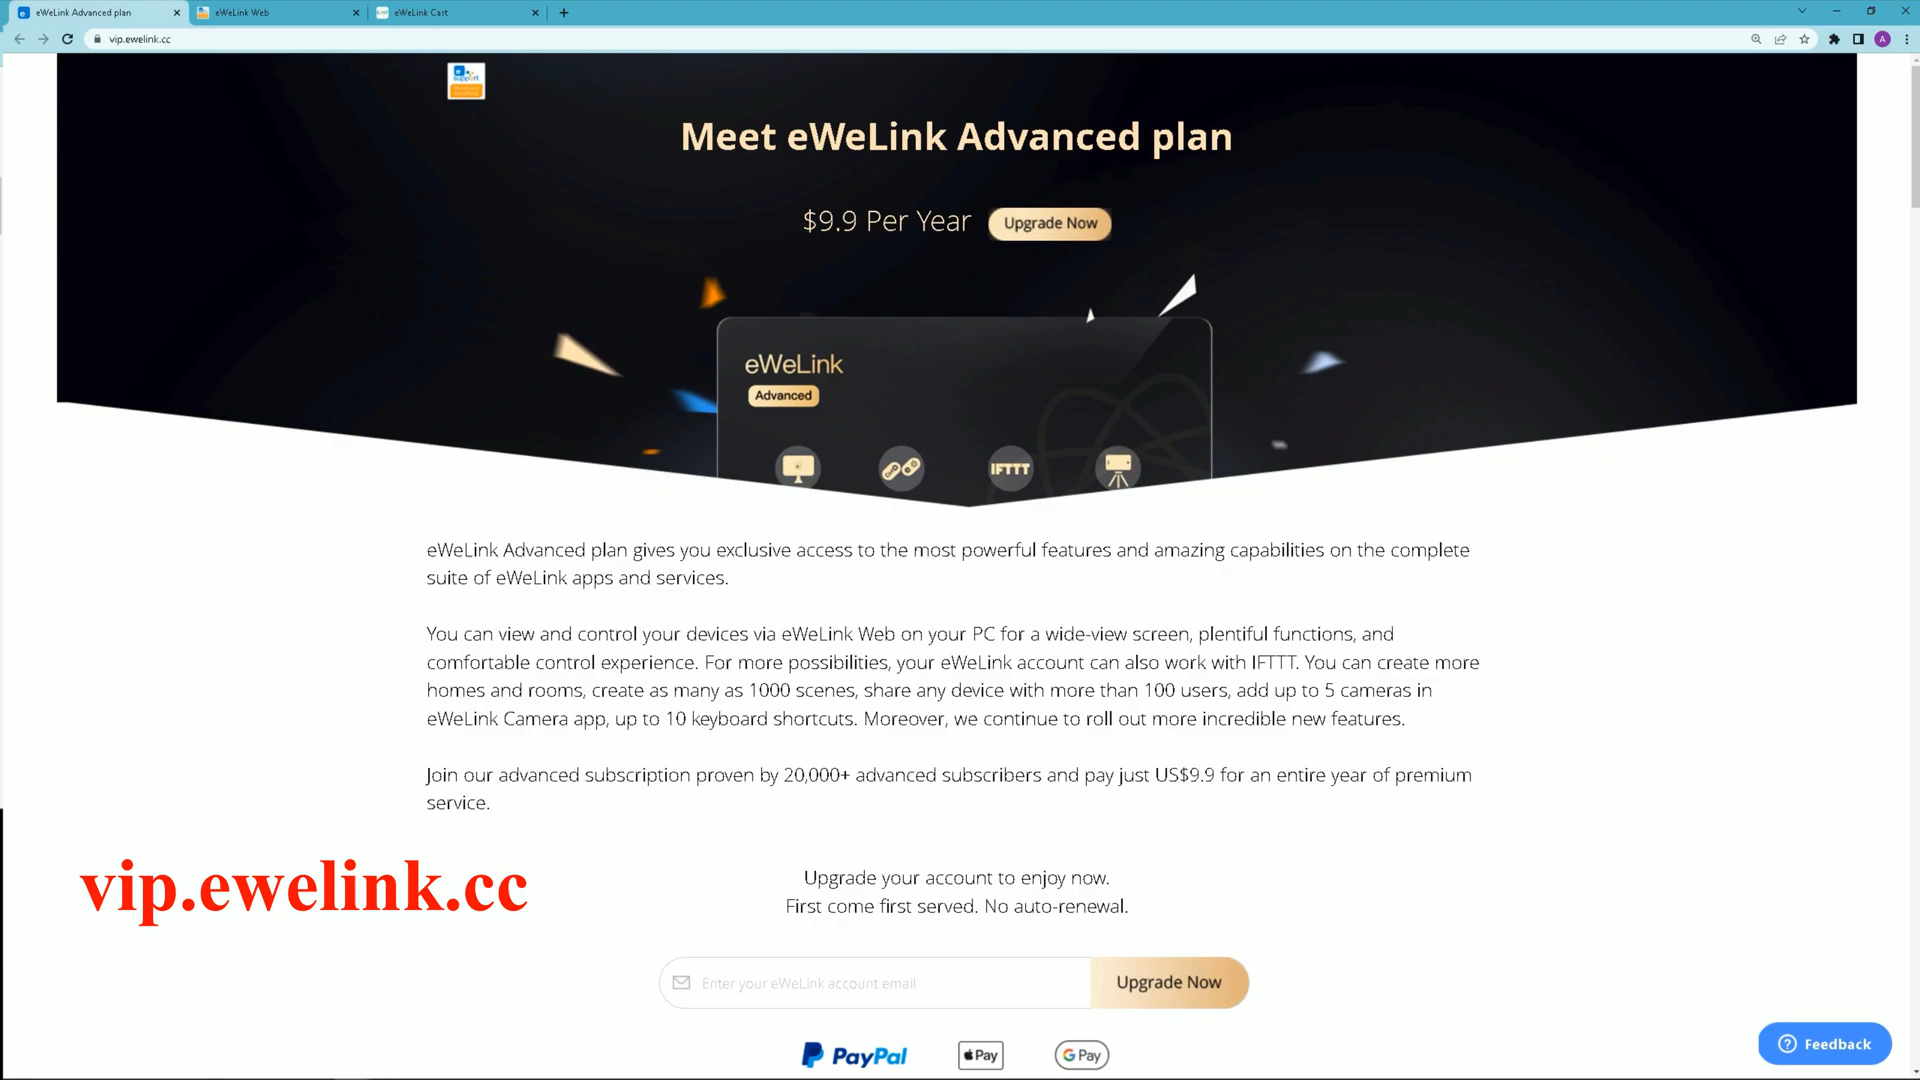 eWeLink Advanced plan
eWeLink Web
eWeLink Cast
vip.ewelink.cc
A
e
support
Meet eWeLink Advanced plan
$9.9 Per Year
Upgrade Now
eWeLink
Advanced
IFTTT
eWeLink Advanced plan gives you exclusive access to the most powerful features and amazing capabilities on the complete
suite of eWeLink apps and services.
You can view and control your devices via eWeLink Web on your PC for a wide-view screen, plentiful functions, and
comfortable control experience. For more possibilities, your eWeLink account can also work with IFTTT. You can create more
homes and rooms, create as many as 1000 scenes, share any device with more than 100 users, add up to 5 cameras in
eWeLink Camera app, up to 10 keyboard shortcuts. Moreover, we continue to roll out more incredible new features.
Join our advanced subscription proven by 20,000+ advanced subscribers and pay just US$9.9 for an entire year of premium
service.
vip.ewelink.cc
Upgrade your account to enjoy now.
First come first served. No auto-renewal.
Enter your eWeLink account email
Upgrade Now
PayPal
Pay
G Pay
Feedback